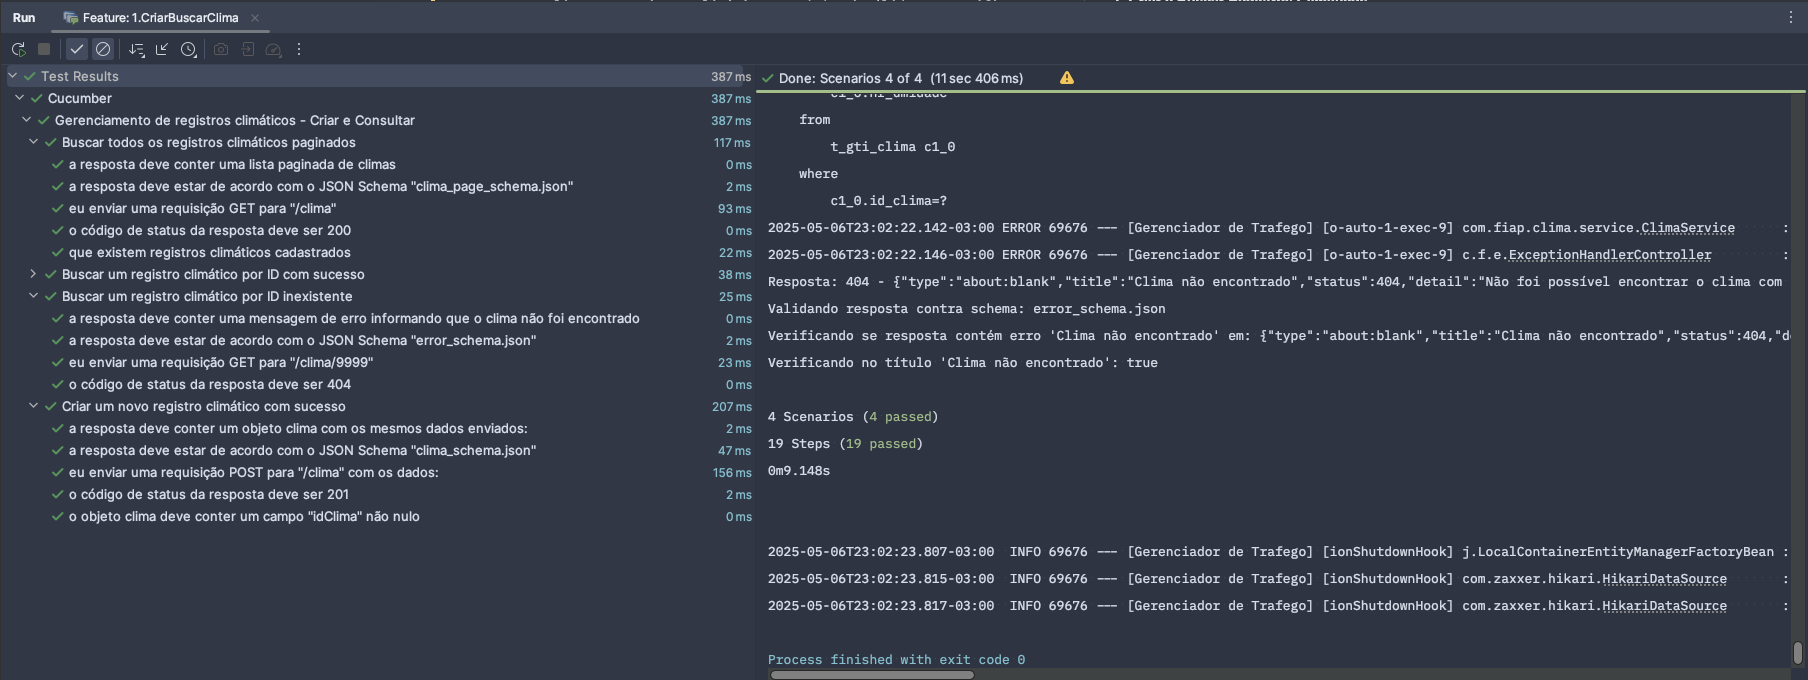 Run
Feature: 1.CriarBuscarClima
Test Results 387 ms
Cucumber 387 ms
Gerenciamento de registros climáticos - Criar e Consultar 387 ms
Buscar todos os registros climáticos paginados 117 ms
a resposta deve conter uma lista paginada de climas 0 ms
a resposta deve estar de acordo com o JSON Schema "clima_page_schema.json" 2 ms
eu enviar uma requisição GET para "/clima" 93 ms
o código de status da resposta deve ser 200 0 ms
que existem registros climáticos cadastrados 22 ms
Buscar um registro climático por ID com sucesso 38 ms
Buscar um registro climático por ID inexistente 25 ms
a resposta deve conter uma mensagem de erro informando que o clima não foi encontrado 0 ms
a resposta deve estar de acordo com o JSON Schema "error_schema.json" 2 ms
eu enviar uma requisição GET para "/clima/9999" 23 ms
o código de status da resposta deve ser 404 0 ms
Criar um novo registro climático com sucesso 207 ms
a resposta deve conter um objeto clima com os mesmos dados enviados: 2 ms
a resposta deve estar de acordo com o JSON Schema "clima_schema.json" 47 ms
eu enviar uma requisição POST para "/clima" com os dados: 156 ms
o código de status da resposta deve ser 201 2 ms
o objeto clima deve conter um campo "idClima" não nulo 0 ms
Done: Scenarios 4 of 4 (11 sec 406 ms)
c1_0.nr_umidade
from
t_gti_clima c1_0
where
c1_0.id_clima=?
2025-05-06T23:02:22.142-03:00 ERROR 69676 --- [Gerenciador de Trafego] [o-auto-1-exec-9] com.fiap.clima.service.ClimaService :
2025-05-06T23:02:22.146-03:00 ERROR 69676 --- [Gerenciador de Trafego] [o-auto-1-exec-9] c.f.e.ExceptionHandlerController :
Resposta: 404 - {"type":"about:blank","title":"Clima não encontrado","status":404,"detail":"Não foi possível encontrar o clima com
Validando resposta contra schema: error_schema.json
Verificando se resposta contém erro 'Clima não encontrado' em: {"type":"about:blank","title":"Clima não encontrado","status":404,"d
Verificando no título 'Clima não encontrado': true
4 Scenarios (4 passed)
19 Steps (19 passed)
0m9.148s
2025-05-06T23:02:23.807-03:00 INFO 69676 --- [Gerenciador de Trafego] [ionShutdownHook] j.LocalContainerEntityManagerFactoryBean :
2025-05-06T23:02:23.815-03:00 INFO 69676 --- [Gerenciador de Trafego] [ionShutdownHook] com.zaxxer.hikari.HikariDataSource :
2025-05-06T23:02:23.817-03:00 INFO 69676 --- [Gerenciador de Trafego] [ionShutdownHook] com.zaxxer.hikari.HikariDataSource :
Process finished with exit code 0